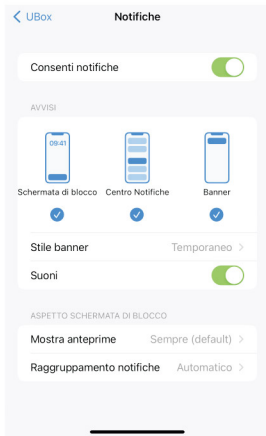 UBox
Notifiche
Consenti notifiche
AVVISI
09:41
Schermata di blocco
Centro Notifiche
Banner
Stile banner
Temporaneo
Suoni
ASPETTO SCHERMATA DI BLOCCO
Mostra anteprime
Sempre (default)
Raggruppamento notifiche
Automatico